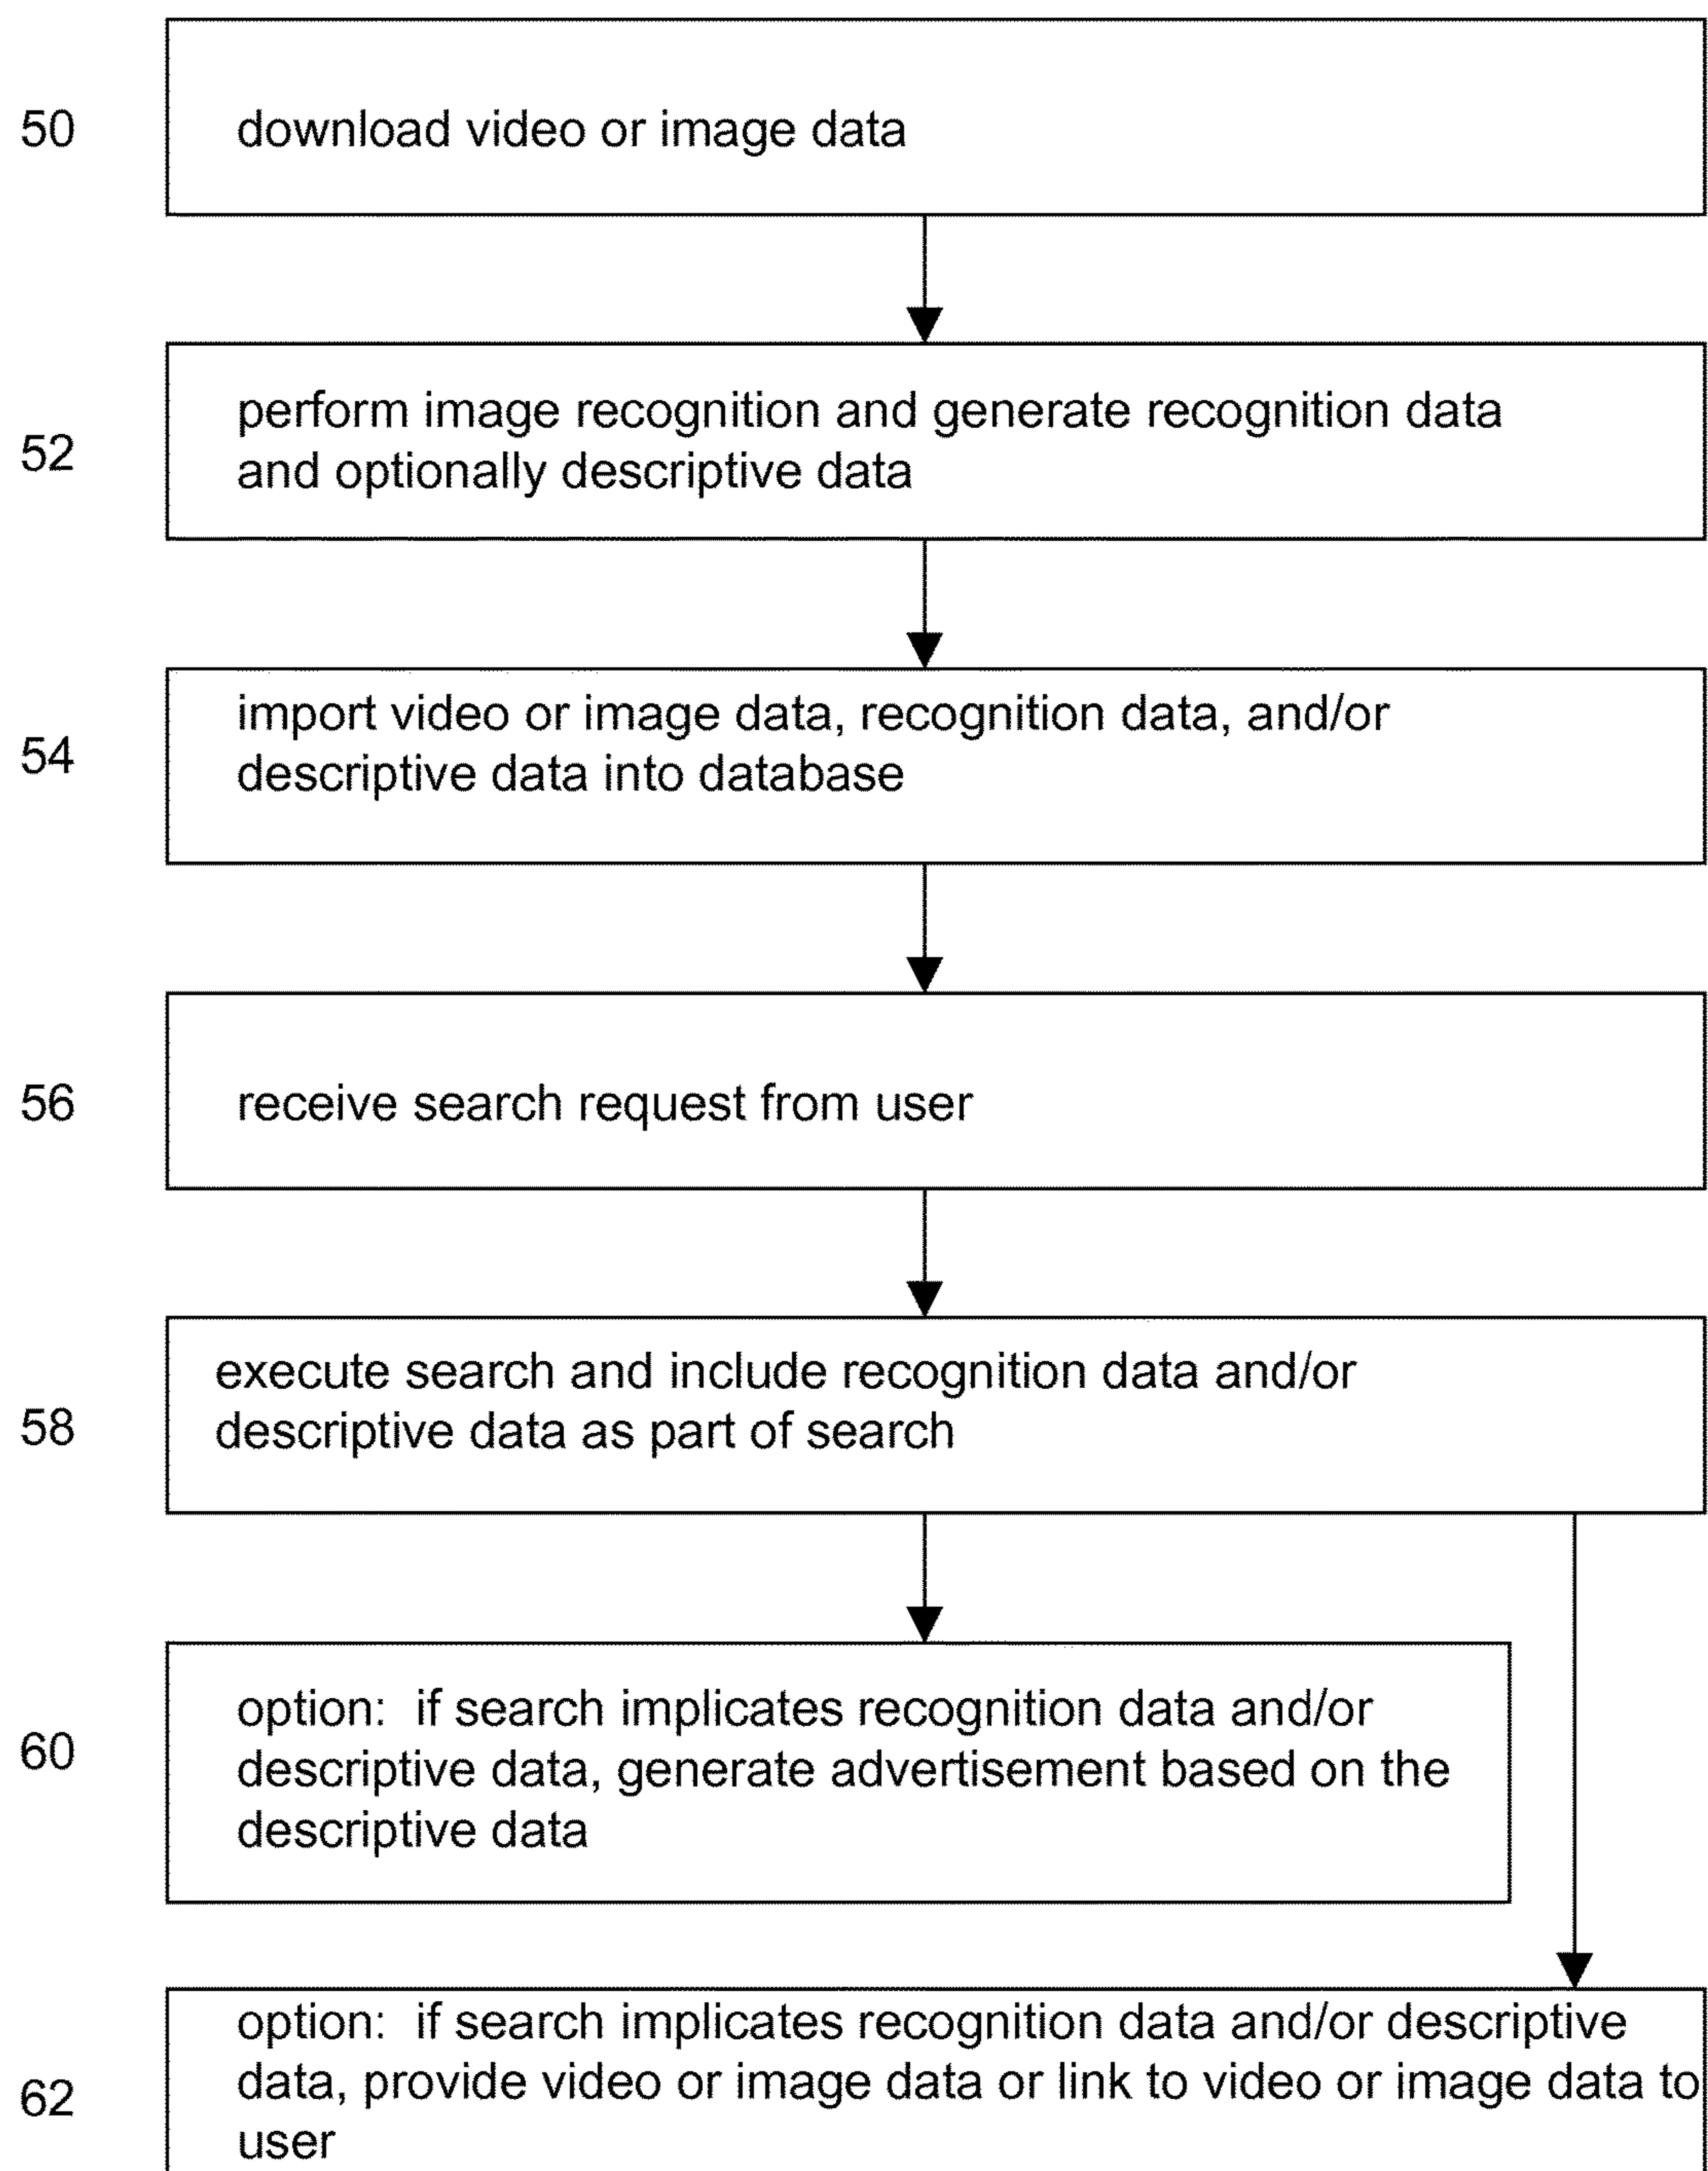 50
download video or image data
52
perform image recognition and generate recognition data
and optionally descriptive data
54
import video or image data, recognition data, and/or
descriptive data into database
56
receive search request from user
58
execute search and include recognition data and/or
descriptive data as part of search
60
option:  if search implicates recognition data and/or
descriptive data, generate advertisement based on the
descriptive data
62
option:  if search implicates recognition data and/or descriptive
data, provide video or image data or link to video or image data to
user